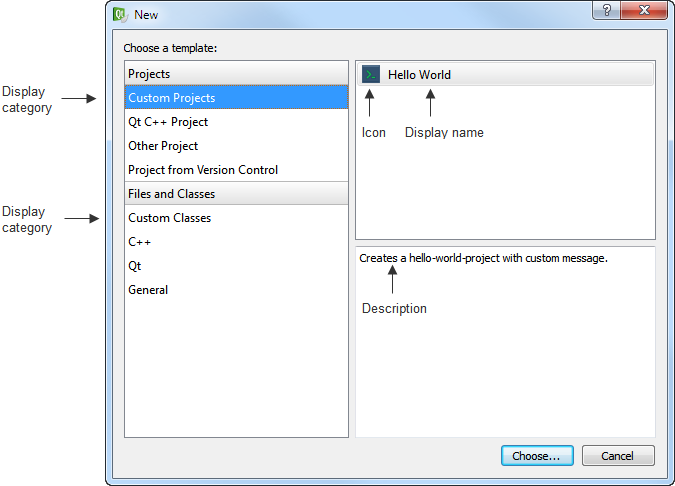 Qt New ?
Choose a template:
Projects
Custom Projects
Qt C++ Project
Other Project
Project from Version Control
Files and Classes
Custom Classes
C++
Qt
General
Display
category
Display
category
>_ Hello World
Icon Display name
Creates a hello-world-project with custom message.
Description
Choose... Cancel